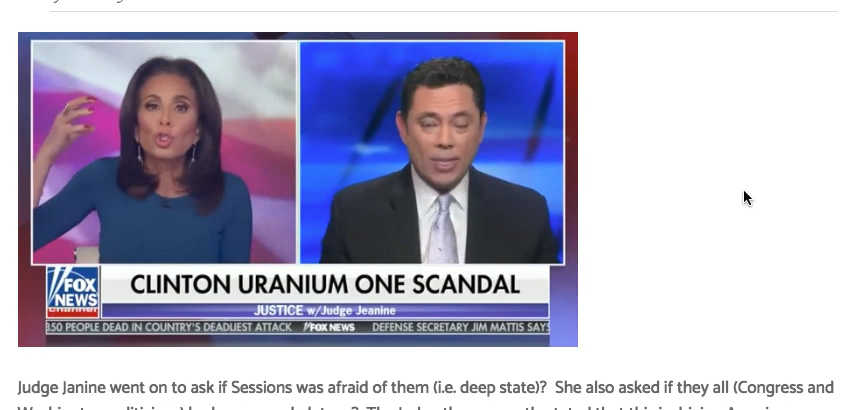 FOX
NEWS
channel
CLINTON URANIUM ONE SCANDAL
JUSTICE w/Judge Jeanine
350 PEOPLE DEAD IN COUNTRY'S DEADLIEST ATTACK FOX NEWS DEFENSE SECRETARY JIM MATTIS SAYS
Judge Janine went on to ask if Sessions was afraid of them (i.e. deep state)? She also asked if they all (Congress and